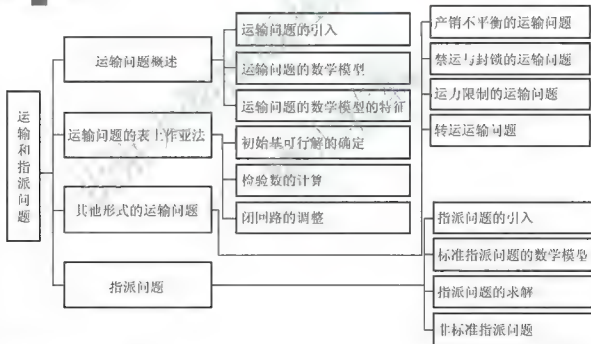 运输和指派问题
运输问题概述
运输问题的引入
运输问题的数学模型
运输问题的数学模型的特征
运输问题的表上作业法
初始基可行解的确定
检验数的计算
闭回路的调整
其他形式的运输问题
产销不平衡的运输问题
禁运与封锁的运输问题
运力限制的运输问题
转运运输问题
指派问题
指派问题的引入
标准指派问题的数学模型
指派问题的求解
非标准指派问题